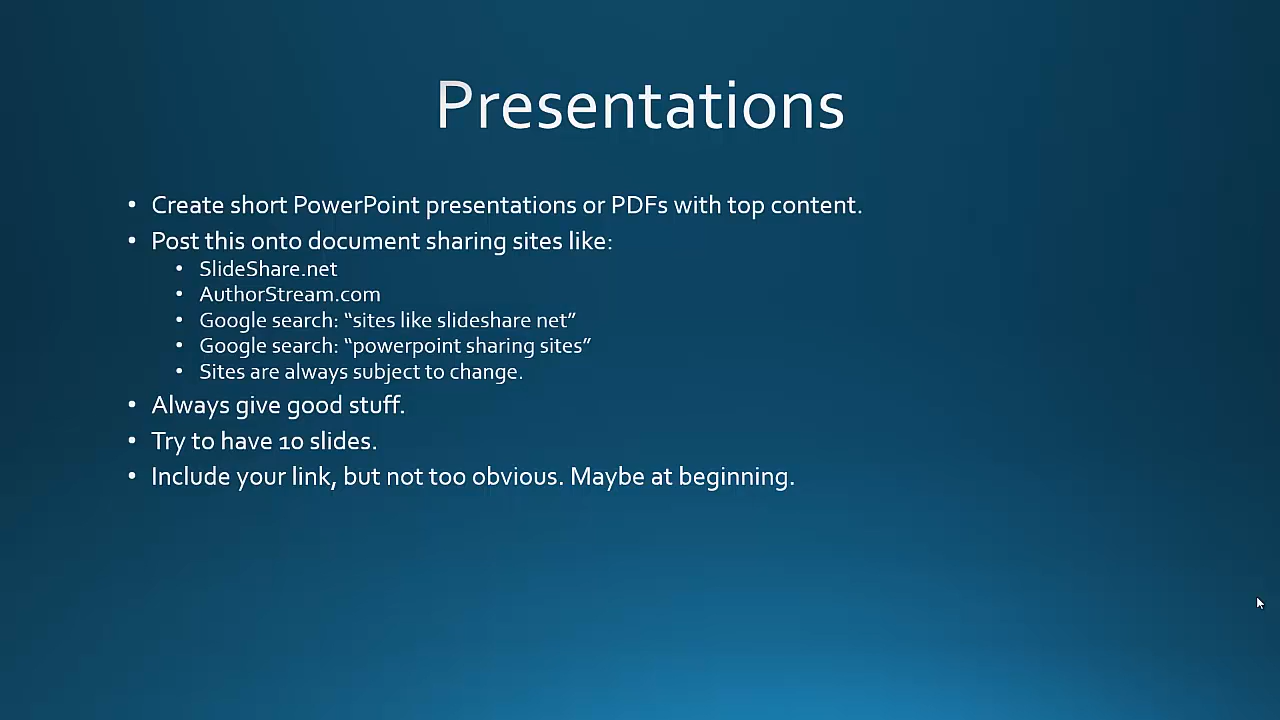 Presentations
• Create short PowerPoint presentations or PDFs with top content.
• Post this onto document sharing sites like:
• SlideShare.net
• AuthorStream.com
• Google search: “sites like slideshare net”
• Google search: “powerpoint sharing sites”
• Sites are always subject to change.
• Always give good stuff.
• Try to have 10 slides.
• Include your link, but not too obvious. Maybe at beginning.